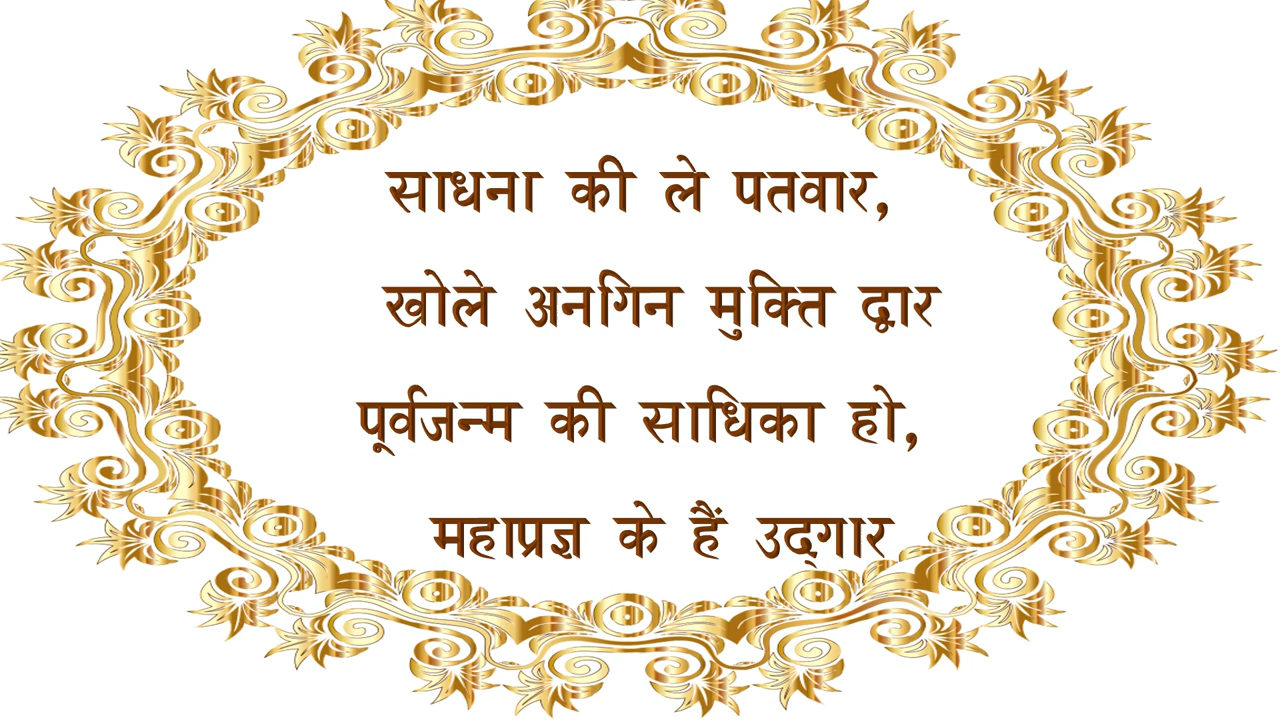 साधना की ले पतवार,
खोले अनगिन मुक्ति द्वार
पूर्वजन्म की साधिका हो,
महाप्रज्ञ के हैं उद्गार